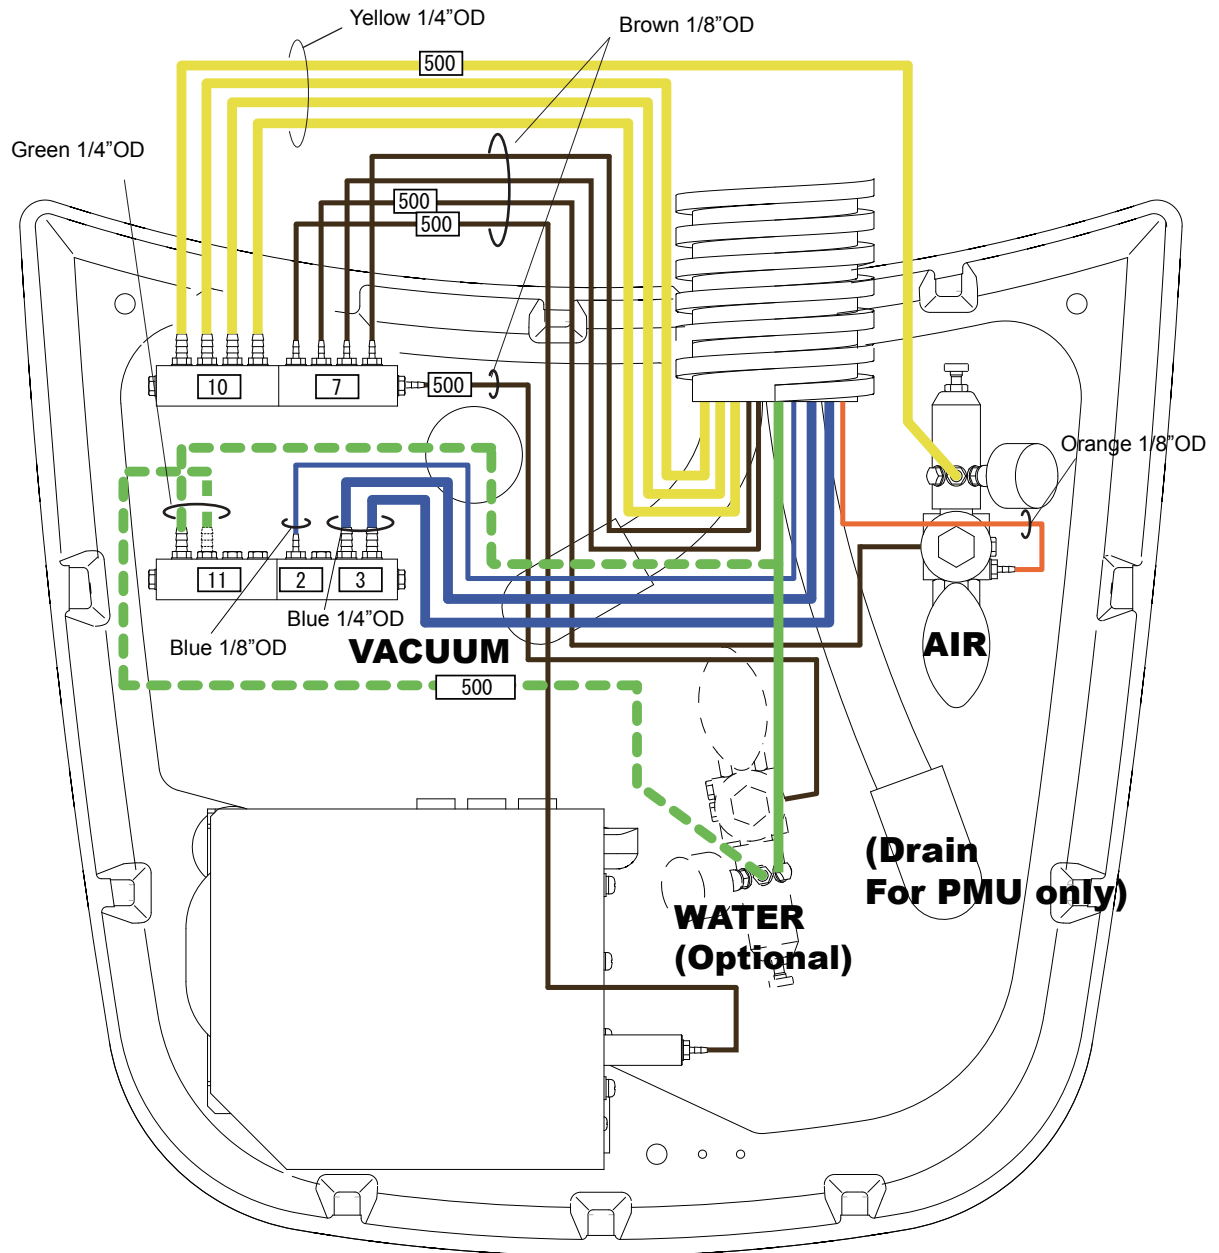 Yellow 1/4”OD
Brown 1/8”OD
500
Green 1/4”OD
500
500
10
7
500
Orange 1/8”OD
11
2
3
Blue 1/4”OD
Blue 1/8”OD
VACUUM
AIR
500
(Drain
For PMU only)
WATER
(Optional)